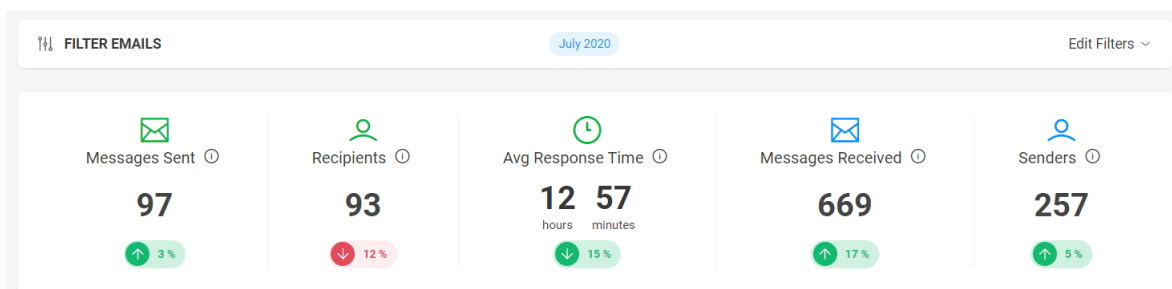 FILTER EMAILS
July 2020
Edit Filters
Messages Sent
97
3 %
Recipients
93
12 %
Avg Response Time
12 57
hours minutes
15 %
Messages Received
669
17 %
Senders
257
5 %